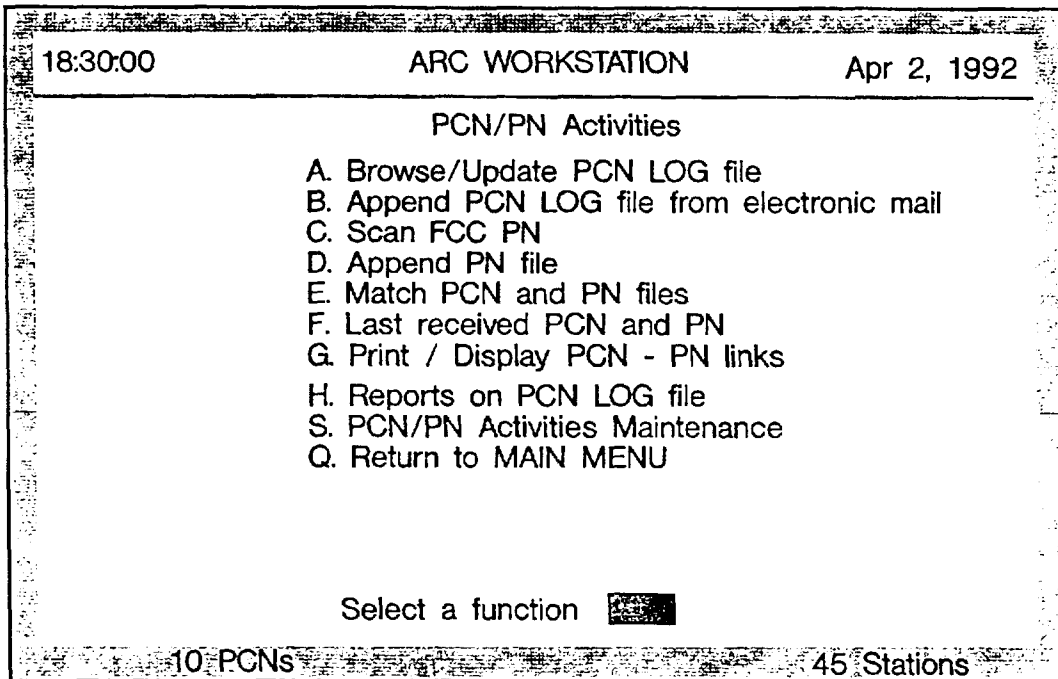 18:30:00 ARC WORKSTATION Apr 2, 1992
PCN/PN Activities
A. Browse/Update PCN LOG file
B. Append PCN LOG file from electronic mail
C. Scan FCC PN
D. Append PN file
E. Match PCN and PN files
F. Last received PCN and PN
G. Print / Display PCN - PN links
H. Reports on PCN LOG file
S. PCN/PN Activities Maintenance
Q. Return to MAIN MENU
Select a function
10 PCNs 45 Stations